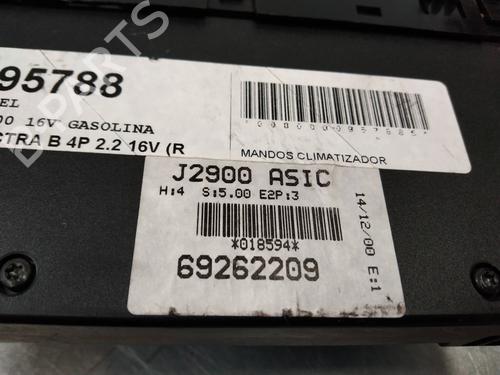 95788
EL
00 16V GASOLINA
CTRA B 4P 2.2 16V (R
MANDOS CLIMATIZADOR
J2900 ASIC
H:4 S:5.00 E2P:3
*018594*
69262209
14/12/00 E:1
B-PARTS